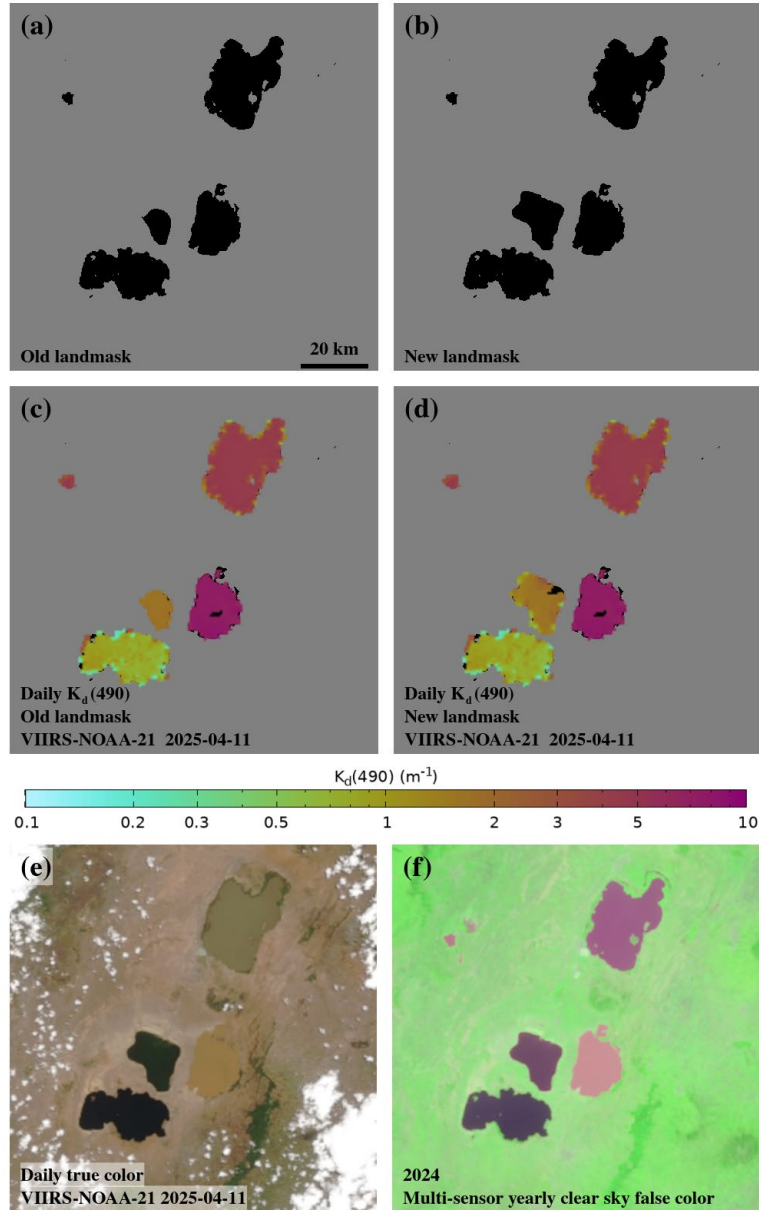 (a)
Old landmask
20 km
(b)
New landmask
(c)
Daily K_d(490)
Old landmask
VIIRS-NOAA-21 2025-04-11
(d)
Daily K_d(490)
New landmask
VIIRS-NOAA-21 2025-04-11
K_d(490) (m⁻¹)
0.1 0.2 0.3 0.5 1 2 3 5 10
(e)
Daily true color
VIIRS-NOAA-21 2025-04-11
(f)
2024
Multi-sensor yearly clear sky false color